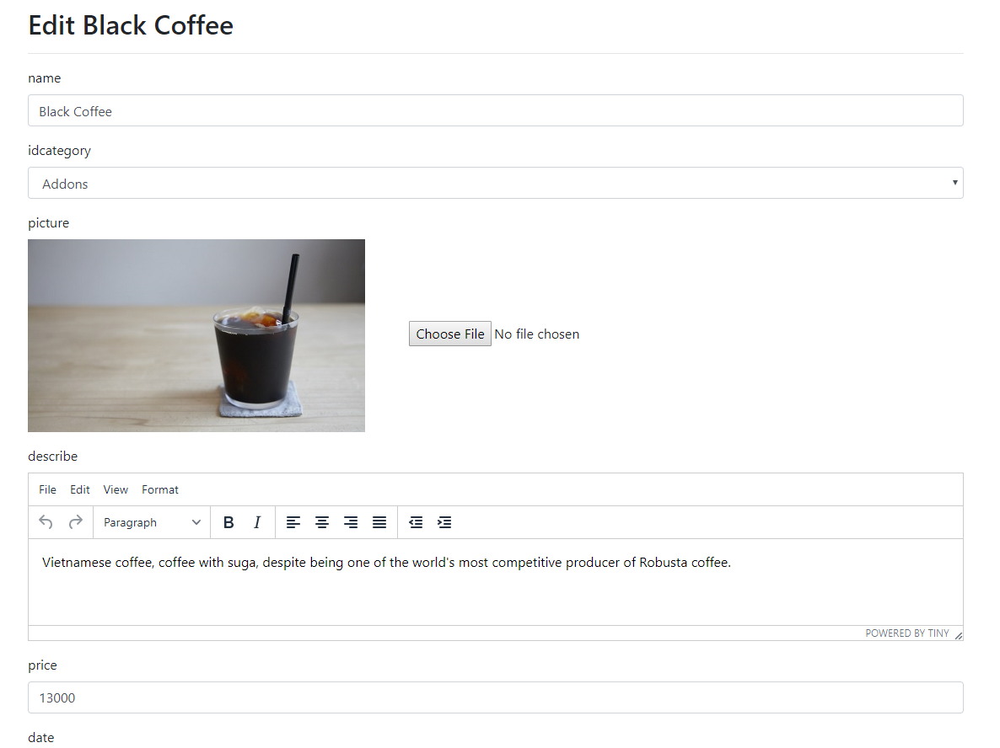 Edit Black Coffee
name
Black Coffee
idcategory
Addons
picture
Choose File No file chosen
describe
File Edit View Format
Paragraph B I
Vietnamese coffee, coffee with suga, despite being one of the world's most competitive producer of Robusta coffee.
POWERED BY TINY
price
13000
date